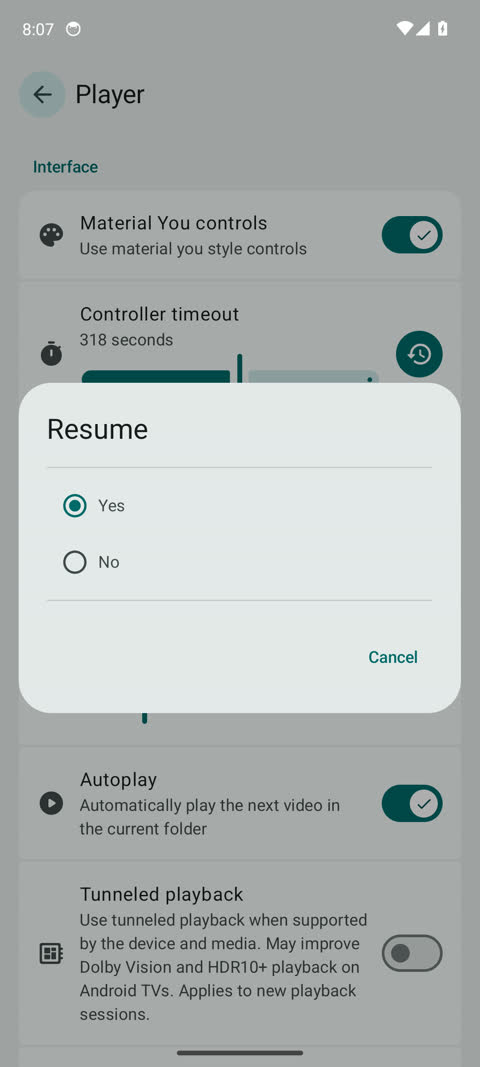 8:07
Player
Interface
Material You controls
Use material you style controls
Controller timeout
318 seconds
Resume
Yes
No
Cancel
Autoplay
Automatically play the next video in
the current folder
Tunneled playback
Use tunneled playback when supported
by the device and media. May improve
Dolby Vision and HDR10+ playback on
Android TVs. Applies to new playback
sessions.